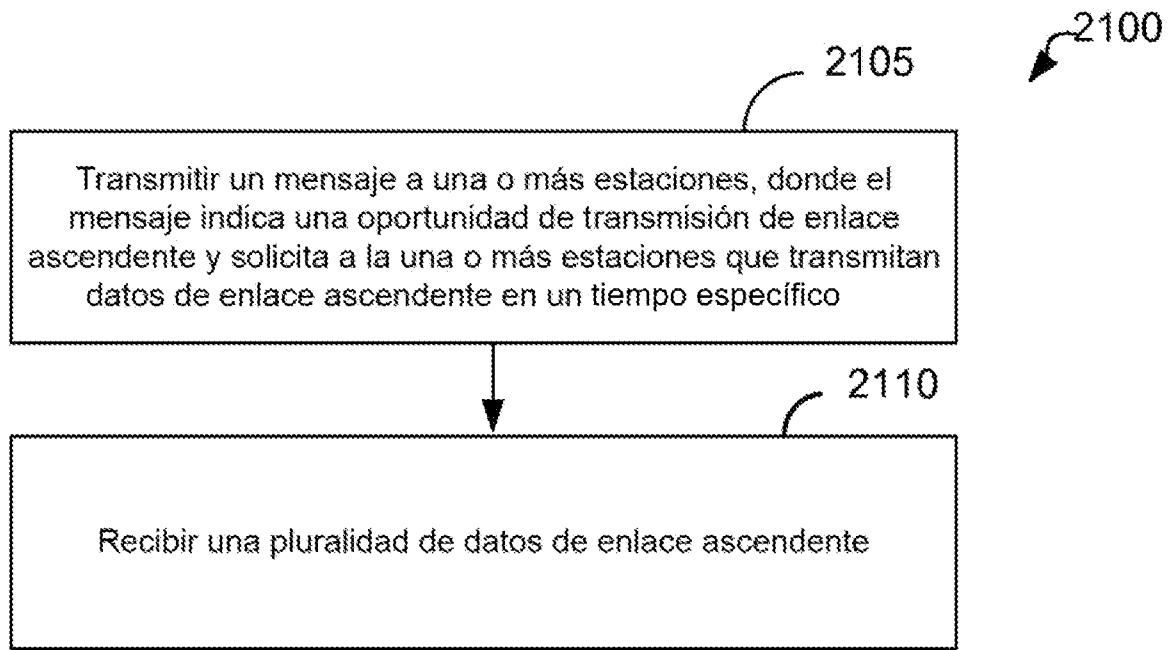 2100
2105
Transmitir un mensaje a una o más estaciones, donde el
mensaje indica una oportunidad de transmisión de enlace
ascendente y solicita a la una o más estaciones que transmitan
datos de enlace ascendente en un tiempo específico
2110
Recibir una pluralidad de datos de enlace ascendente